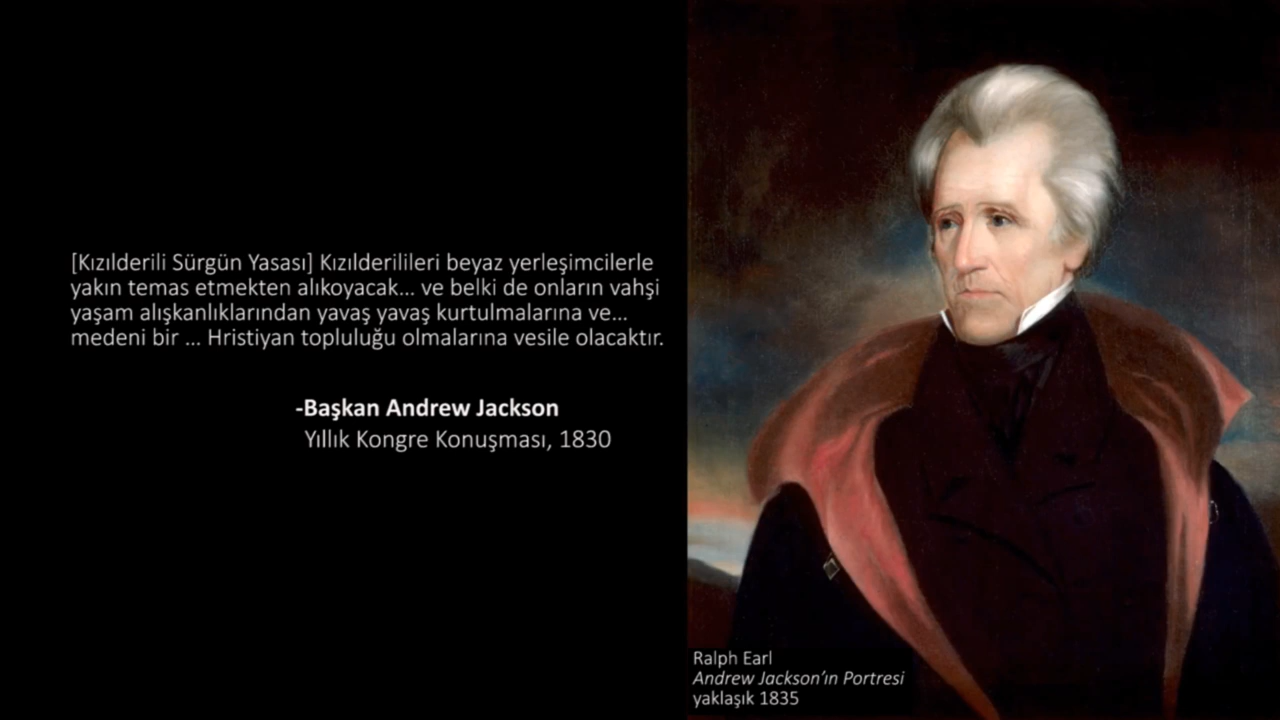 [Kızılderili Sürgün Yasası] Kızılderilileri beyaz yerleşimcilerle
yakın temas etmekten alıkoyacak... ve belki de onların vahşi
yaşam alışkanlıklarından yavaş yavaş kurtulmalarına ve...
medeni bir ... Hristiyan topluluğu olmalarına vesile olacaktır.
-Başkan Andrew Jackson
Yıllık Kongre Konuşması, 1830
Ralph Earl
Andrew Jackson'ın Portresi
yaklaşık 1835